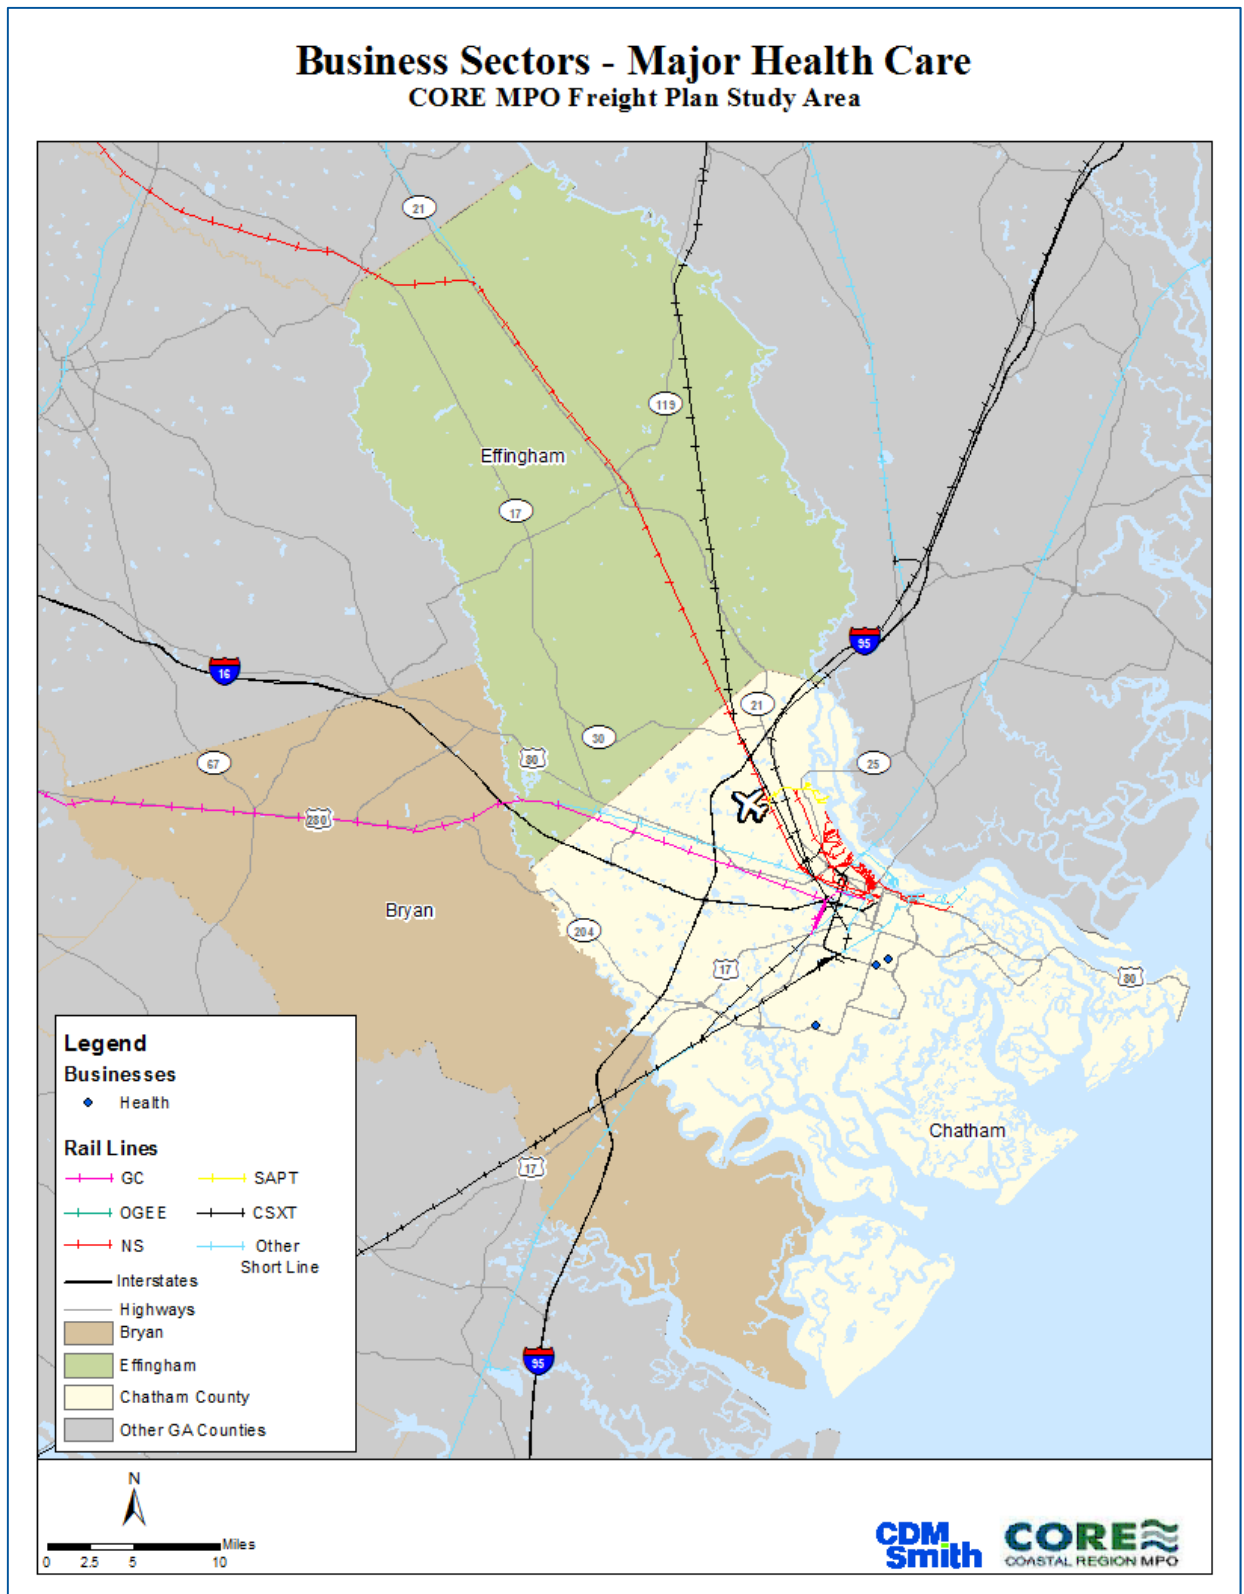 Business Sectors - Major Health Care
CORE MPO Freight Plan Study Area
21
119
Effingham
17
95
16
21
30
80
67
25
280
Bryan
204
17
80
Chatham
17
95
Legend
Businesses
Health
Rail Lines
GC
SAPT
OGEE
CSXT
NS
Other
Short Line
Interstates
Highways
Bryan
Effingham
Chatham County
Other GA Counties
N
Miles
0 2.5 5 10
CDM
Smith
CORE
COASTAL REGION MPO